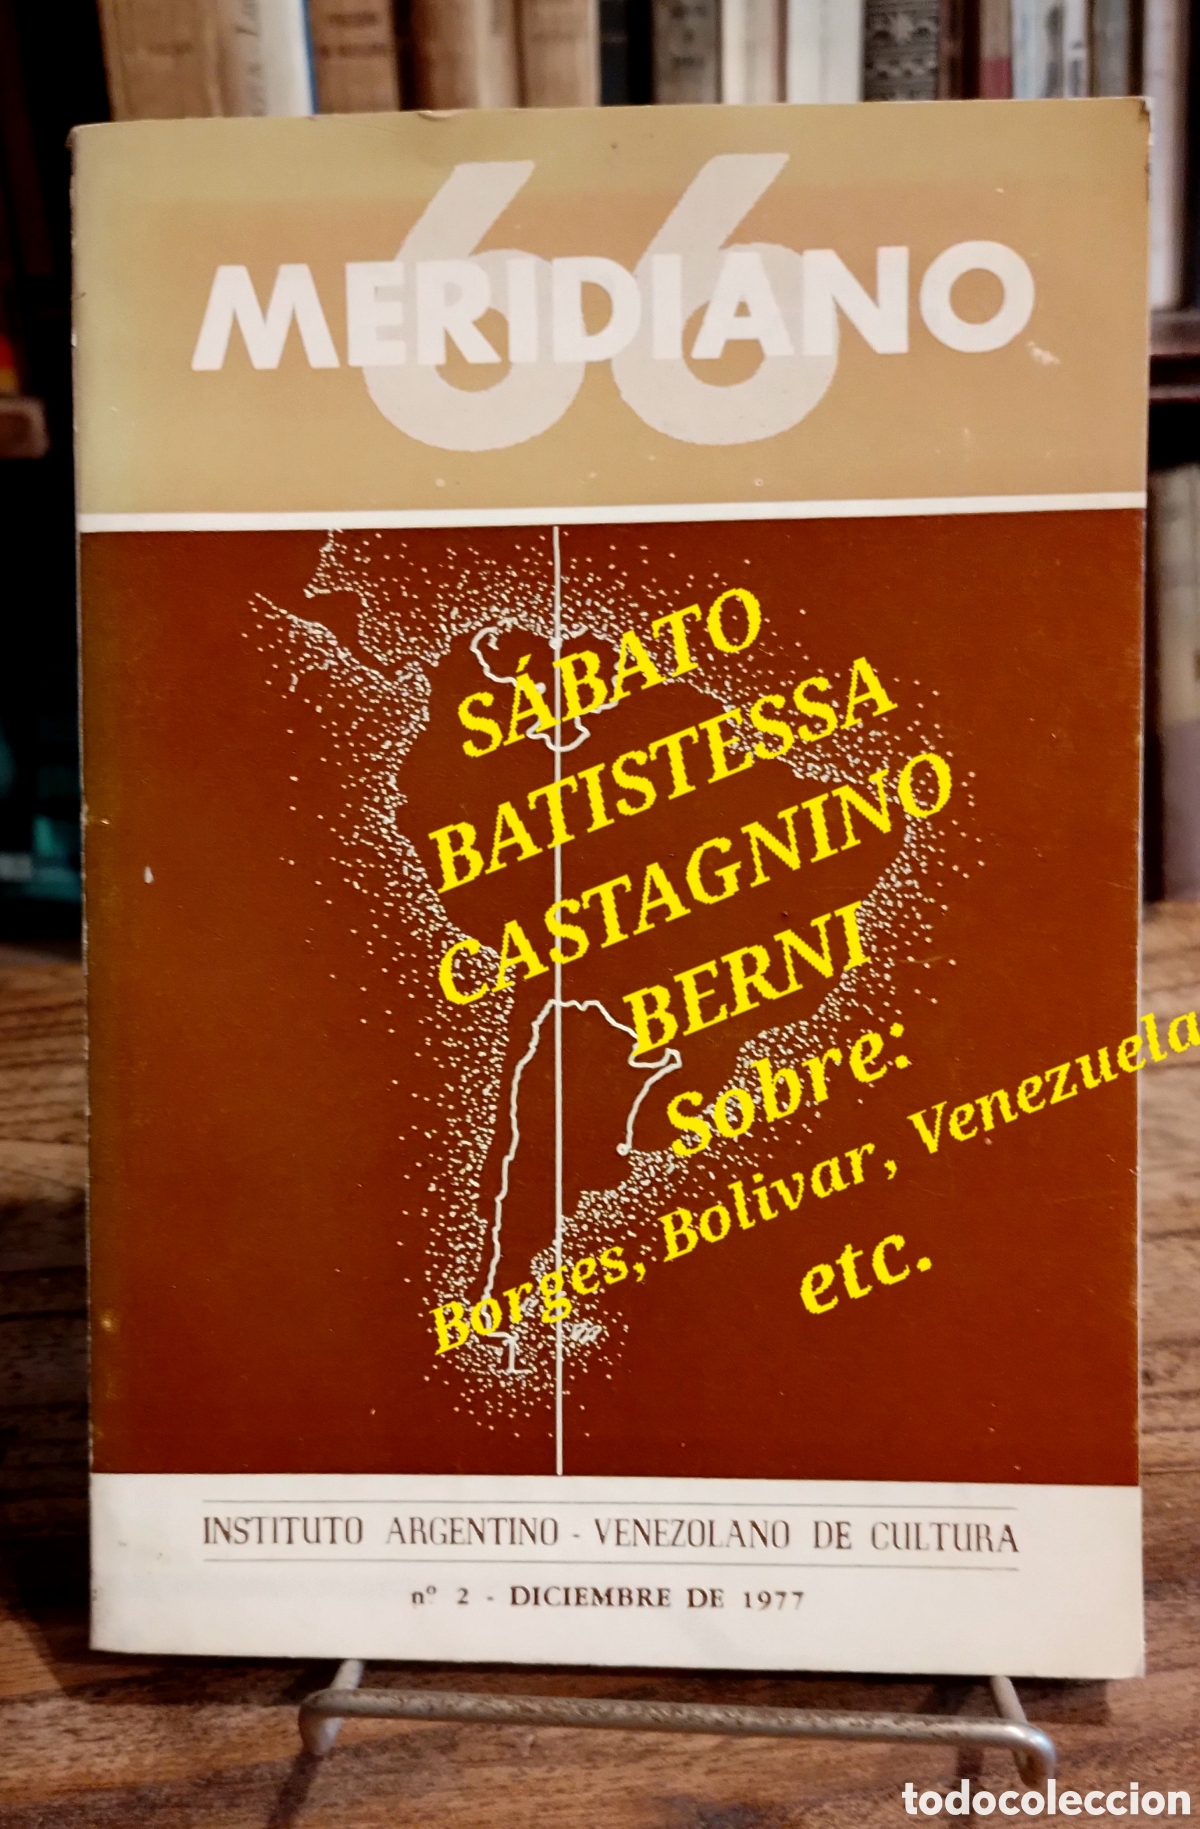 66
MERIDIANO
SÁBATO
BATISTESSA
CASTAGNINO
BERNI
Sobre:
Borges, Bolivar, Venezuela
etc.
INSTITUTO ARGENTINO - VENEZOLANO DE CULTURA
nº 2 - DICIEMBRE DE 1977
todocoleccion